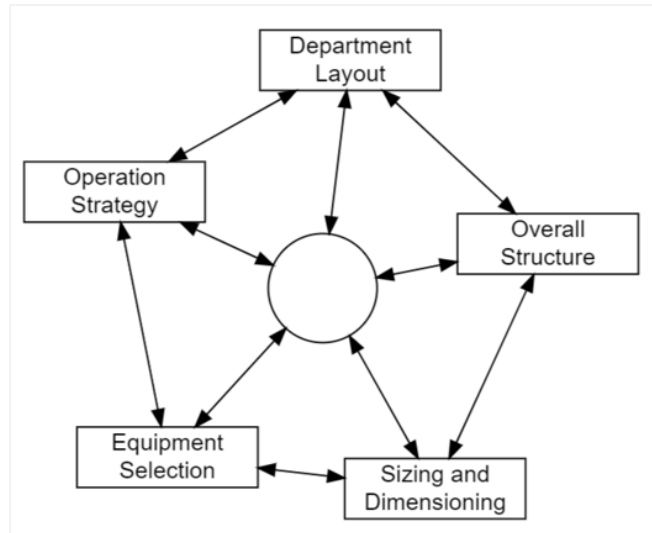 Department
Layout
Operation
Strategy
Overall
Structure
Equipment
Selection
Sizing and
Dimensioning